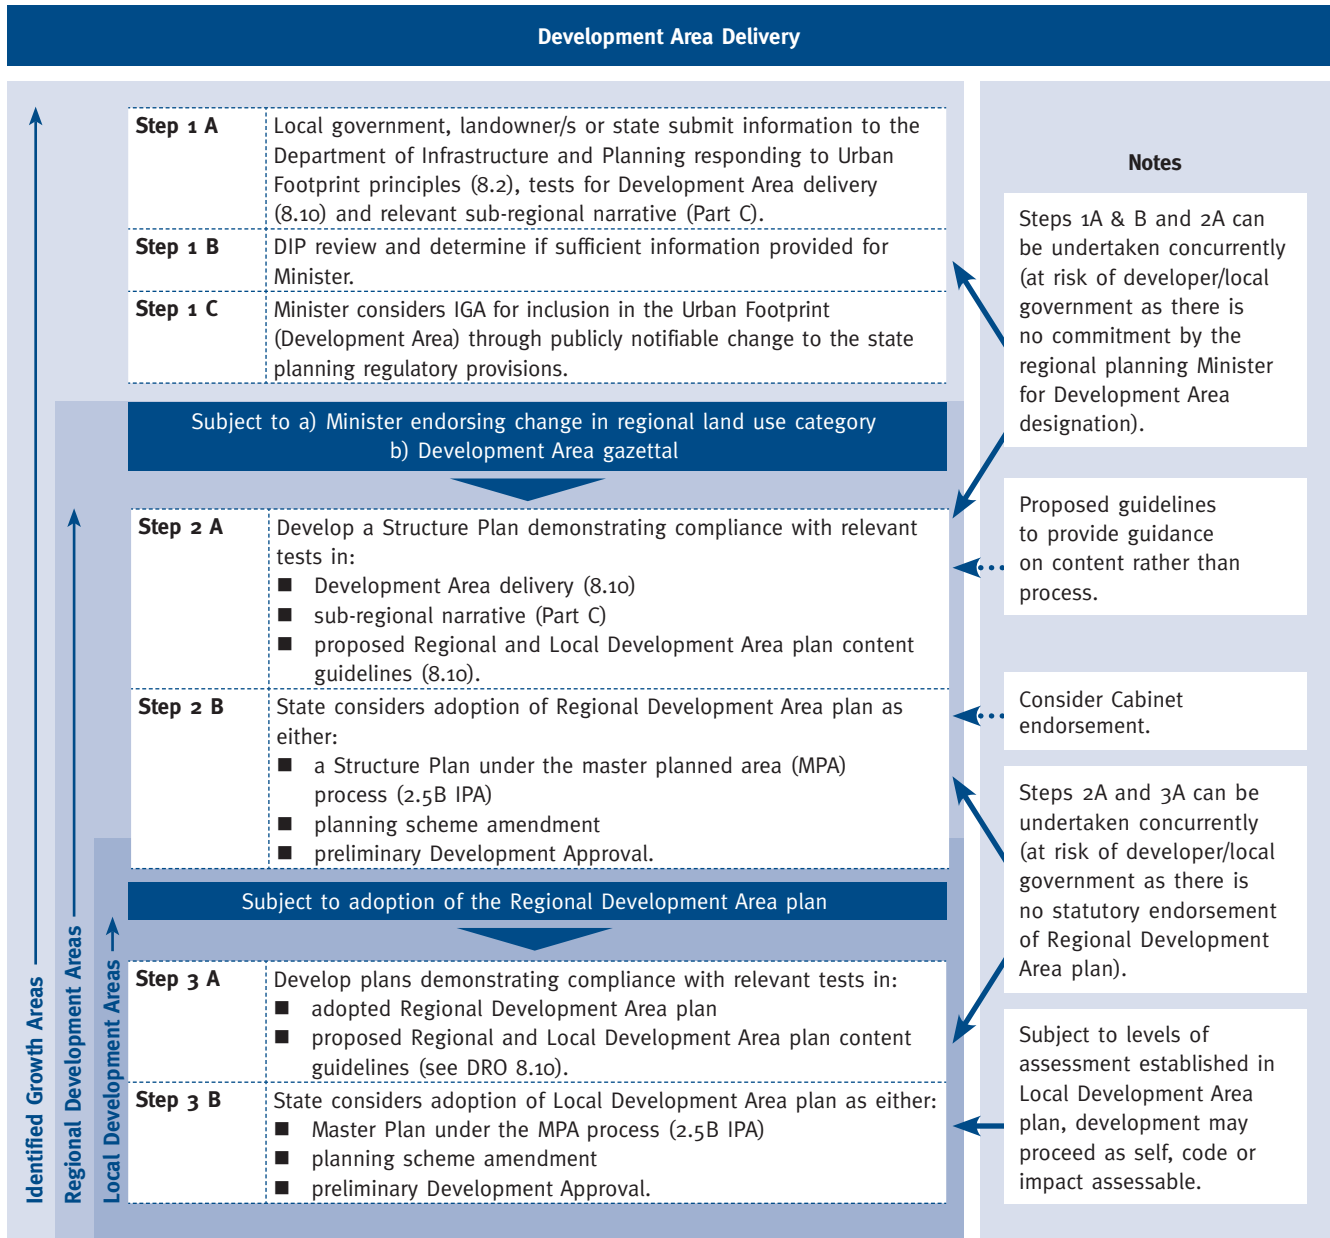 Development Area Delivery
Step 1 A
Local government, landowner/s or state submit information to the
Department of Infrastructure and Planning responding to Urban
Footprint principles (8.2), tests for Development Area delivery
(8.10) and relevant sub-regional narrative (Part C).
Step 1 B
DIP review and determine if sufficient information provided for
Minister.
Step 1 C
Minister considers IGA for inclusion in the Urban Footprint
(Development Area) through publicly notifiable change to the state
planning regulatory provisions.
Subject to a) Minister endorsing change in regional land use category
b) Development Area gazettal
Step 2 A
Develop a Structure Plan demonstrating compliance with relevant
tests in:
■ Development Area delivery (8.10)
■ sub-regional narrative (Part C)
■ proposed Regional and Local Development Area plan content
guidelines (8.10).
Step 2 B
State considers adoption of Regional Development Area plan as
either:
■ a Structure Plan under the master planned area (MPA)
process (2.5B IPA)
■ planning scheme amendment
■ preliminary Development Approval.
Subject to adoption of the Regional Development Area plan
Step 3 A
Develop plans demonstrating compliance with relevant tests in:
■ adopted Regional Development Area plan
■ proposed Regional and Local Development Area plan content
guidelines (see DRO 8.10).
Step 3 B
State considers adoption of Local Development Area plan as either:
■ Master Plan under the MPA process (2.5B IPA)
■ planning scheme amendment
■ preliminary Development Approval.
Identified Growth Areas
Regional Development Areas
Local Development Areas
Notes
Steps 1A & B and 2A can
be undertaken concurrently
(at risk of developer/local
government as there is
no commitment by the
regional planning Minister
for Development Area
designation).
Proposed guidelines
to provide guidance
on content rather than
process.
Consider Cabinet
endorsement.
Steps 2A and 3A can be
undertaken concurrently
(at risk of developer/local
government as there is
no statutory endorsement
of Regional Development
Area plan).
Subject to levels of
assessment established in
Local Development Area
plan, development may
proceed as self, code or
impact assessable.